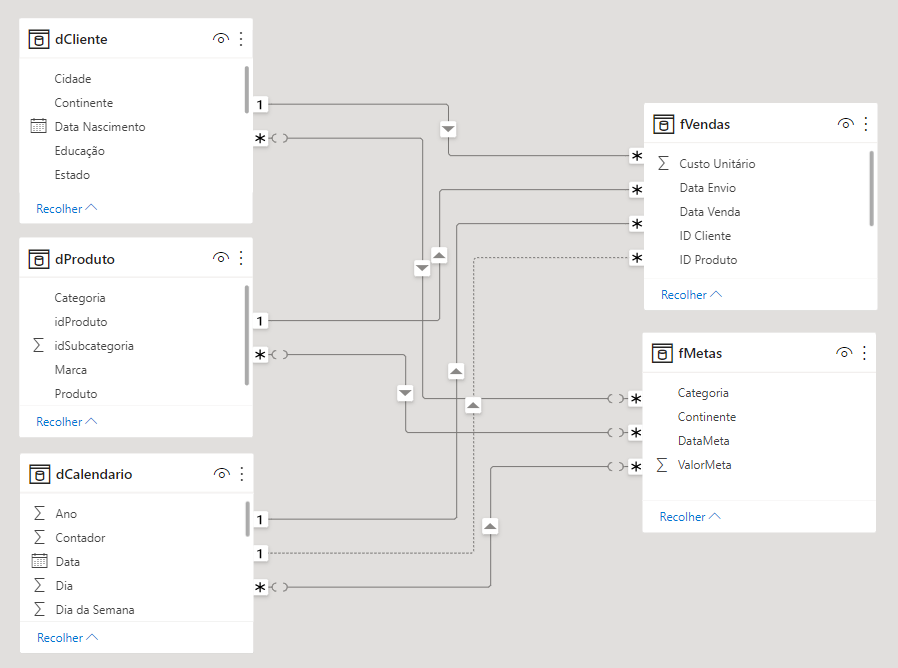 dCliente
Cidade
Continente
Data Nascimento
Educação
Estado
Recolher
dProduto
Categoria
idProduto
idSubcategoria
Marca
Produto
Recolher
dCalendario
Ano
Contador
Data
Dia
Dia da Semana
Recolher
1
*
1
*
1
1
*
fVendas
Custo Unitário
Data Envio
Data Venda
ID Cliente
ID Produto
Recolher
*
*
*
*
fMetas
Categoria
Continente
DataMeta
ValorMeta
Recolher
*
*
*